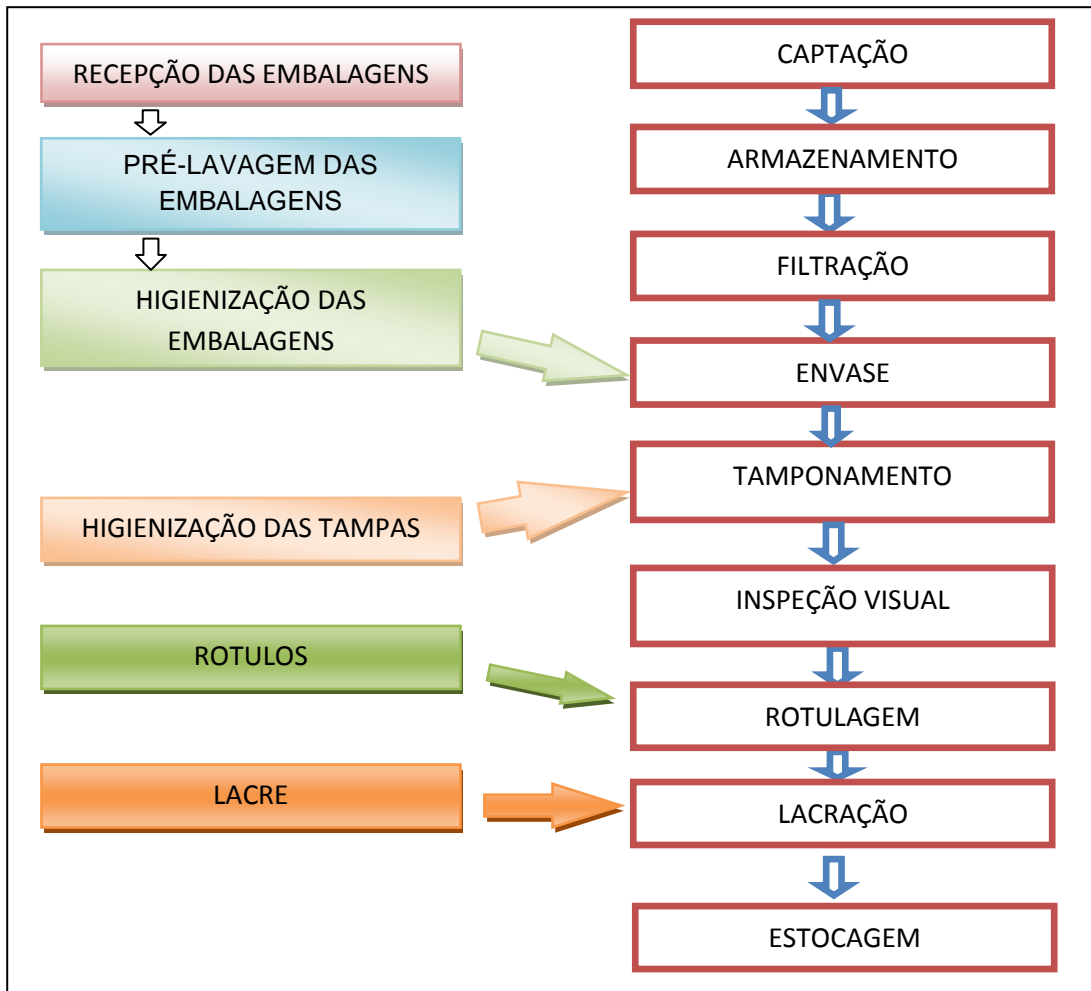 RECEPÇÃO DAS EMBALAGENS
PRÉ-LAVAGEM DAS
EMBALAGENS
HIGIENIZAÇÃO DAS
EMBALAGENS
HIGIENIZAÇÃO DAS TAMPAS
ROTULOS
LACRE
CAPTAÇÃO
ARMAZENAMENTO
FILTRAÇÃO
ENVASE
TAMPONAMENTO
INSPEÇÃO VISUAL
ROTULAGEM
LACRAÇÃO
ESTOCAGEM